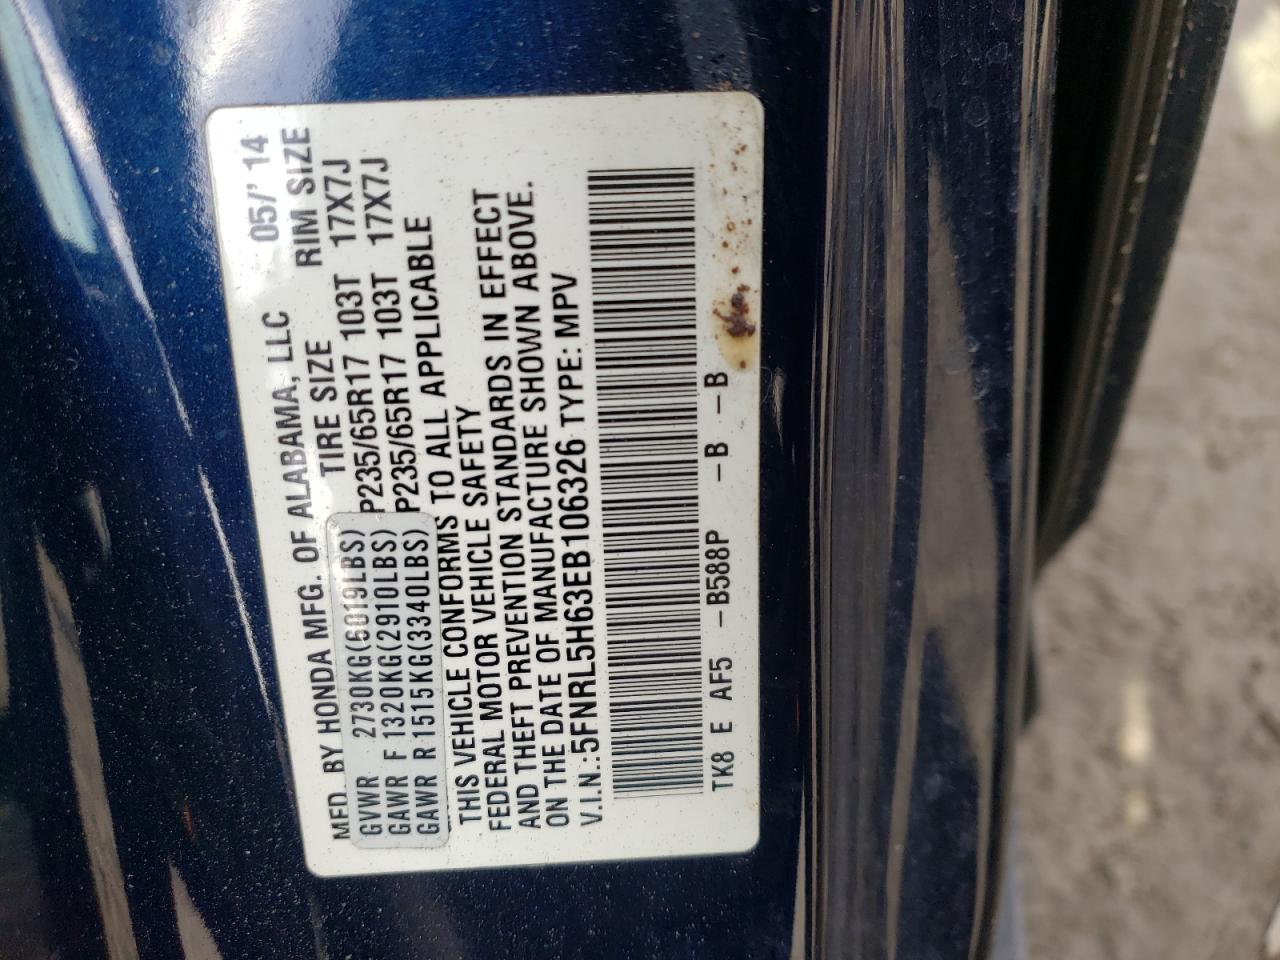 MFD. BY HONDA MFG. OF ALABAMA, LLC 05/' 14
TIRE SIZE RIM SIZE
GVWR 2730KG(6019LBS)
GAWR F 1320KG(2910LBS) P235/65R17 103T 17X7J
GAWR R 1515KG(3340LBS) P235/65R17 103T 17X7J
THIS VEHICLE CONFORMS TO ALL APPLICABLE
FEDERAL MOTOR VEHICLE SAFETY
AND THEFT PREVENTION STANDARDS IN EFFECT
ON THE DATE OF MANUFACTURE SHOWN ABOVE.
V.I.N.:5FNRL5H63EB106326 TYPE: MPV
TK8 E AF5 -B588P -B -B